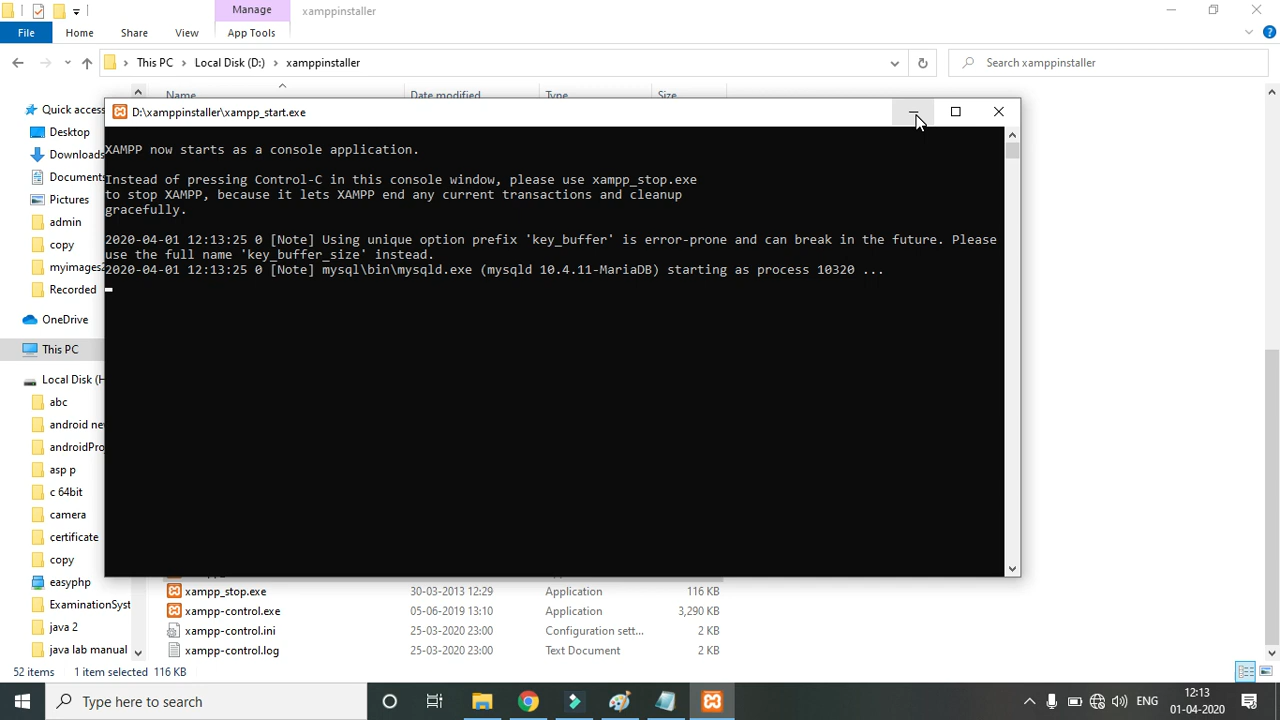 Manage
xamppinstaller
File
Home
Share
View
App Tools
This PC
Local Disk (D:)
xamppinstaller
Search xamppinstaller
Name
Date modified
Type
Size
D:\xamppinstaller\xampp_start.exe
XAMPP now starts as a console application.
Instead of pressing Control-C in this console window, please use xampp_stop.exe
to stop XAMPP, because it lets XAMPP end any current transactions and cleanup
gracefully.
2020-04-01 12:13:25 0 [Note] Using unique option prefix 'key_buffer' is error-prone and can break in the future. Please
use the full name 'key_buffer_size' instead.
2020-04-01 12:13:25 0 [Note] mysql\bin\mysqld.exe (mysqld 10.4.11-MariaDB) starting as process 10320 ...
Quick access
Desktop
Downloads
Documents
Pictures
admin
copy
myimages2
Recorded
OneDrive
This PC
Local Disk (H
abc
android ne
androidPro
asp p
c 64bit
camera
certificate
copy
easyphp
ExaminationSyst
java 2
java lab manual
xampp_stop.exe 30-03-2013 12:29 Application 116 KB
xampp-control.exe 05-06-2019 13:10 Application 3,290 KB
xampp-control.ini 25-03-2020 23:00 Configuration sett... 2 KB
xampp-control.log 25-03-2020 23:00 Text Document 2 KB
52 items 1 item selected 116 KB
Type here to search
ENG
12:13
01-04-2020